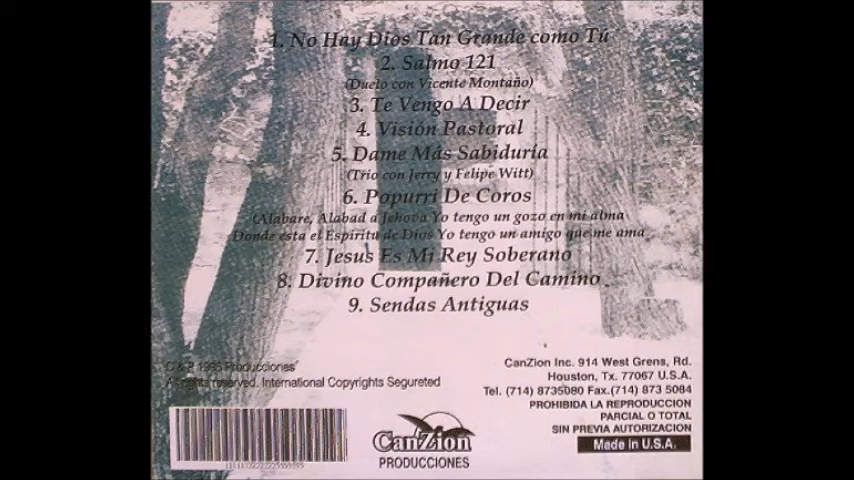 1. No Hay Dios Tan Grande como Tú
2. Salmo 121
(Dueto con Vicente Montaño)
3. Te Vengo A Decir
4. Visión Pastoral
5. Dame Más Sabiduría
(Trio con Jerry y Felipe Witt)
6. Popurrí De Coros
(Alabare, Alabad a Jehova Yo tengo un gozo en mi alma
Donde esta el Espiritu de Dios Yo tengo un amigo que me ama
7. Jesus Es Mi Rey Soberano
8. Divino Compañero Del Camino
9. Sendas Antiguas
C & P 1995 Producciones
All rights reserved. International Copyrights Segureted
CanZion Inc. 914 West Grens, Rd.
Houston, Tx. 77067 U.S.A.
Tel. (714) 8735080 Fax.(714) 873 5084
PROHIBIDA LA REPRODUCCION
PARCIAL O TOTAL
SIN PREVIA AUTORIZACION
Made in U.S.A.
CanZion
PRODUCCIONES